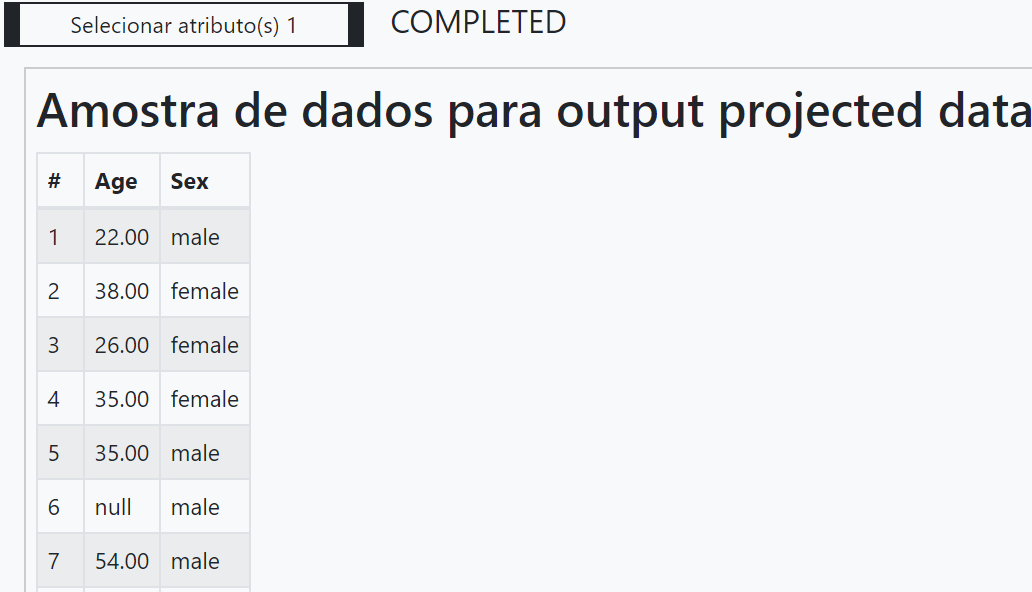 Selecionar atributo(s) 1 COMPLETED
Amostra de dados para output projected data
# Age Sex
1 22.00 male
2 38.00 female
3 26.00 female
4 35.00 female
5 35.00 male
6 null male
7 54.00 male